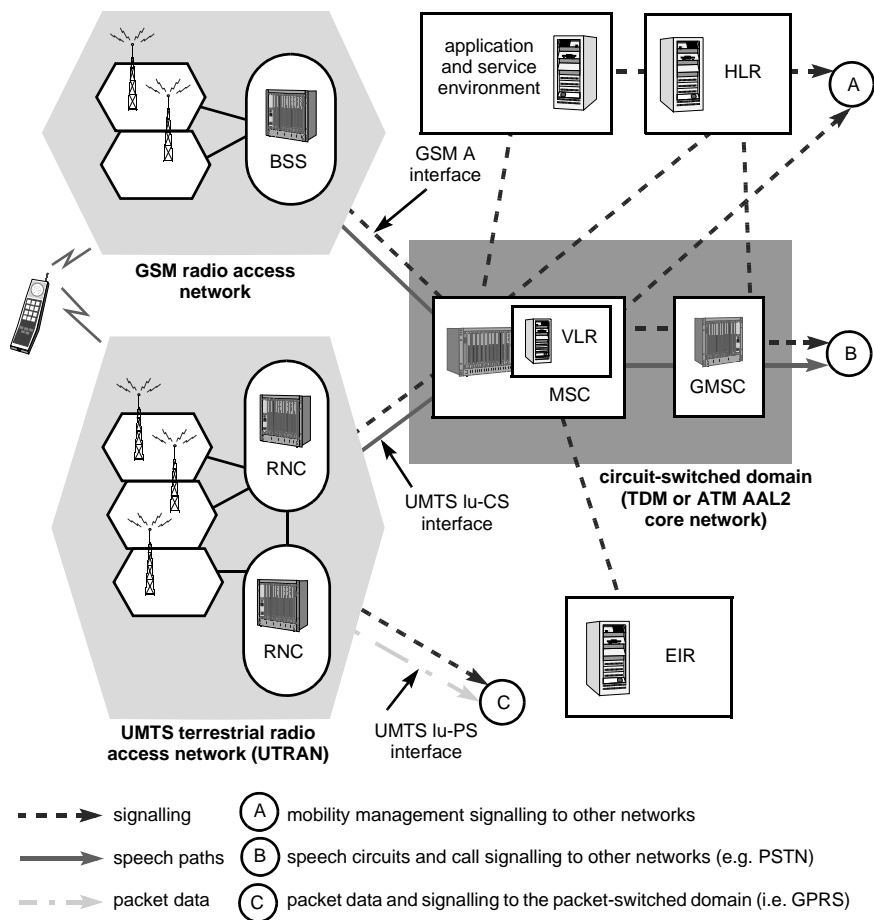 application
and service
environment
HLR
A
BSS
GSM A
interface
GSM radio access
network
VLR
MSC
GMSC
B
RNC
UMTS lu-CS
interface
circuit-switched domain
(TDM or ATM AAL2
core network)
RNC
EIR
C
UMTS terrestrial radio
access network (UTRAN)
UMTS lu-PS
interface
signalling
A mobility management signalling to other networks
speech paths
B speech circuits and call signalling to other networks (e.g. PSTN)
packet data
C packet data and signalling to the packet-switched domain (i.e. GPRS)